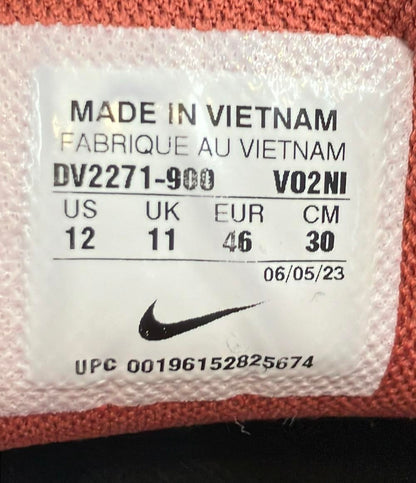 MADE IN VIETNAM
FABRIQUE AU VIETNAM
DV2271-900 V02NI
US UK EUR CM
12 11 46 30
06/05/23
UPC 00196152825674